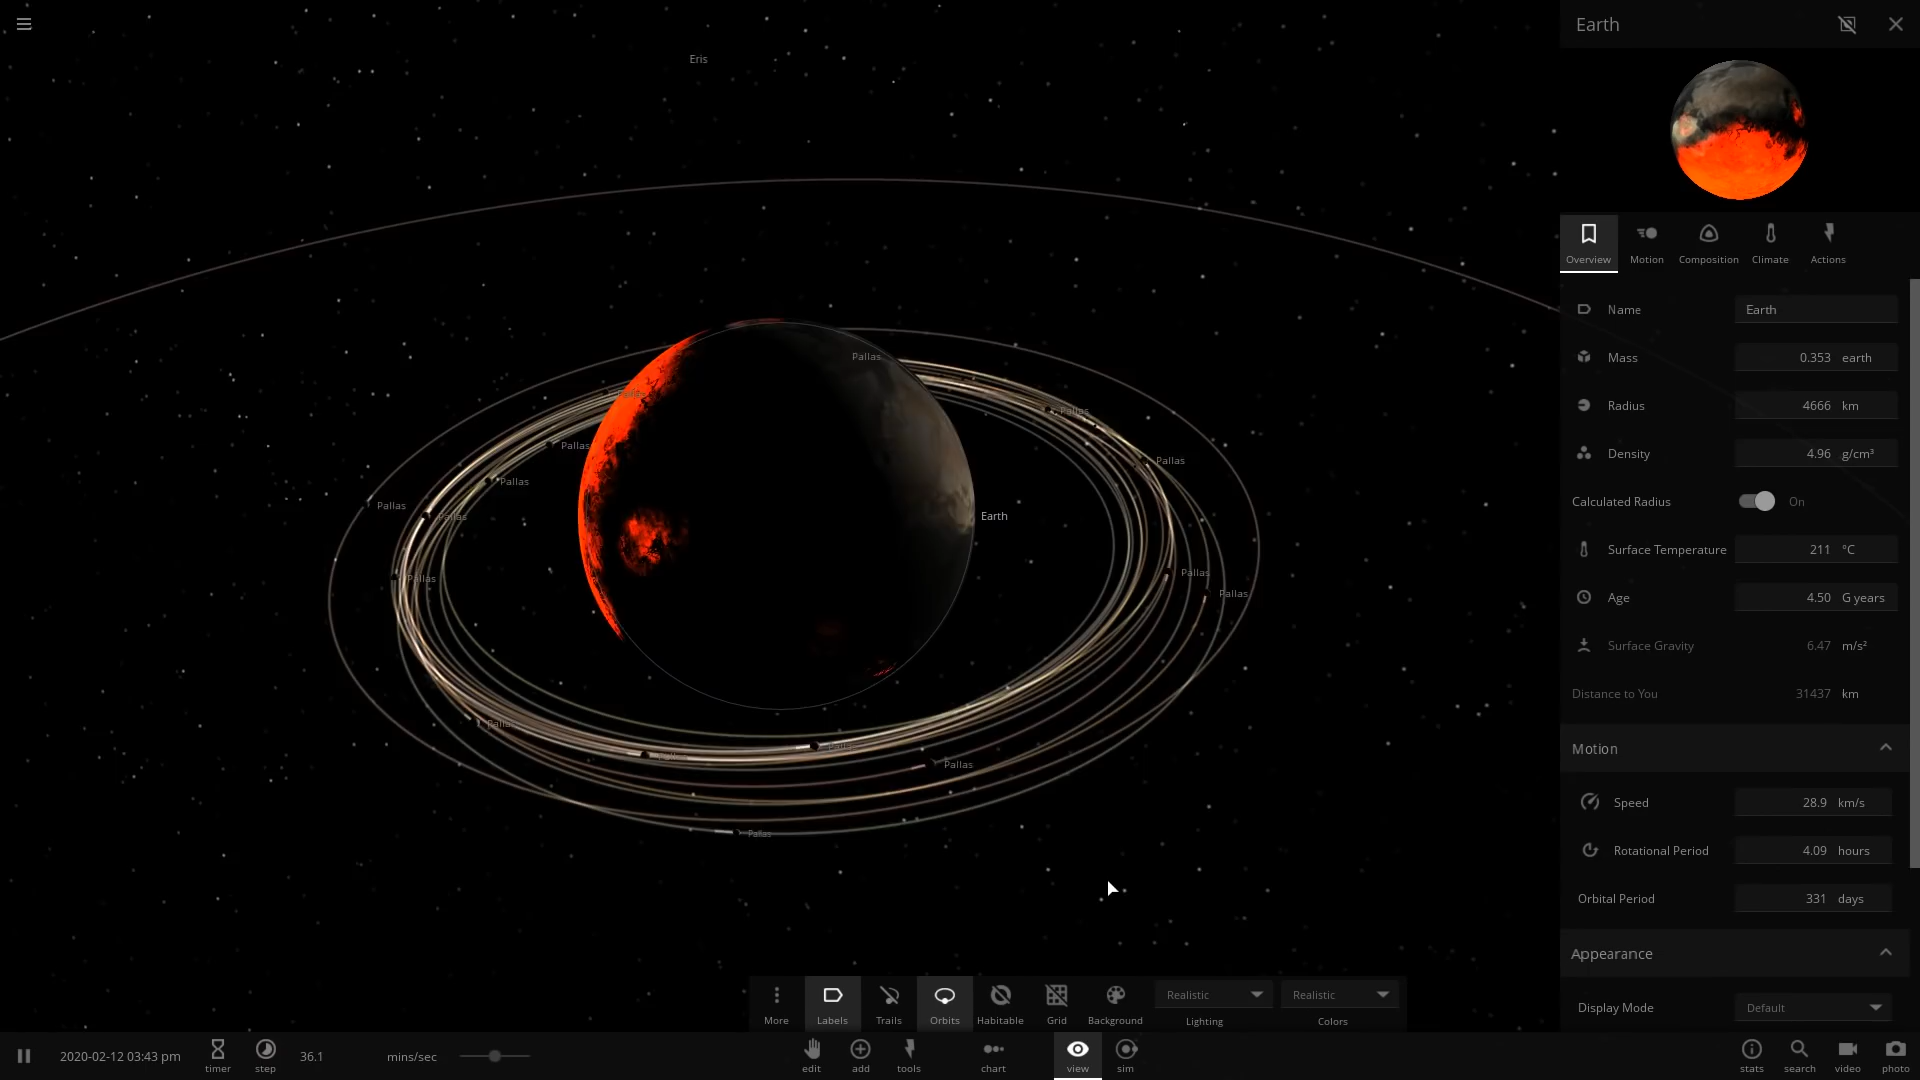 Earth
Eris
Overview
Motion
Composition
Climate
Actions
Name Earth
Mass 0.353 earth
Radius 4666 km
Density 4.96 g/cm³
Calculated Radius On
Surface Temperature 211 °C
Age 4.50 G years
Surface Gravity 6.47 m/s²
Distance to You 31437 km
Motion
Speed 28.9 km/s
Rotational Period 4.09 hours
Orbital Period 331 days
Appearance
Display Mode Default
Pallas
Pallas
Pallas
Pallas
Pallas
Pallas
Pallas
Earth
Pallas
Pallas
Pallas
Pallas
Pallas
Pallas
More
Labels
Trails
Orbits
Habitable
Grid
Background
Realistic
Lighting
Realistic
Colors
2020-02-12 03:43 pm
timer
step
36.1 mins/sec
edit
add
tools
chart
view
sim
stats
search
video
photo